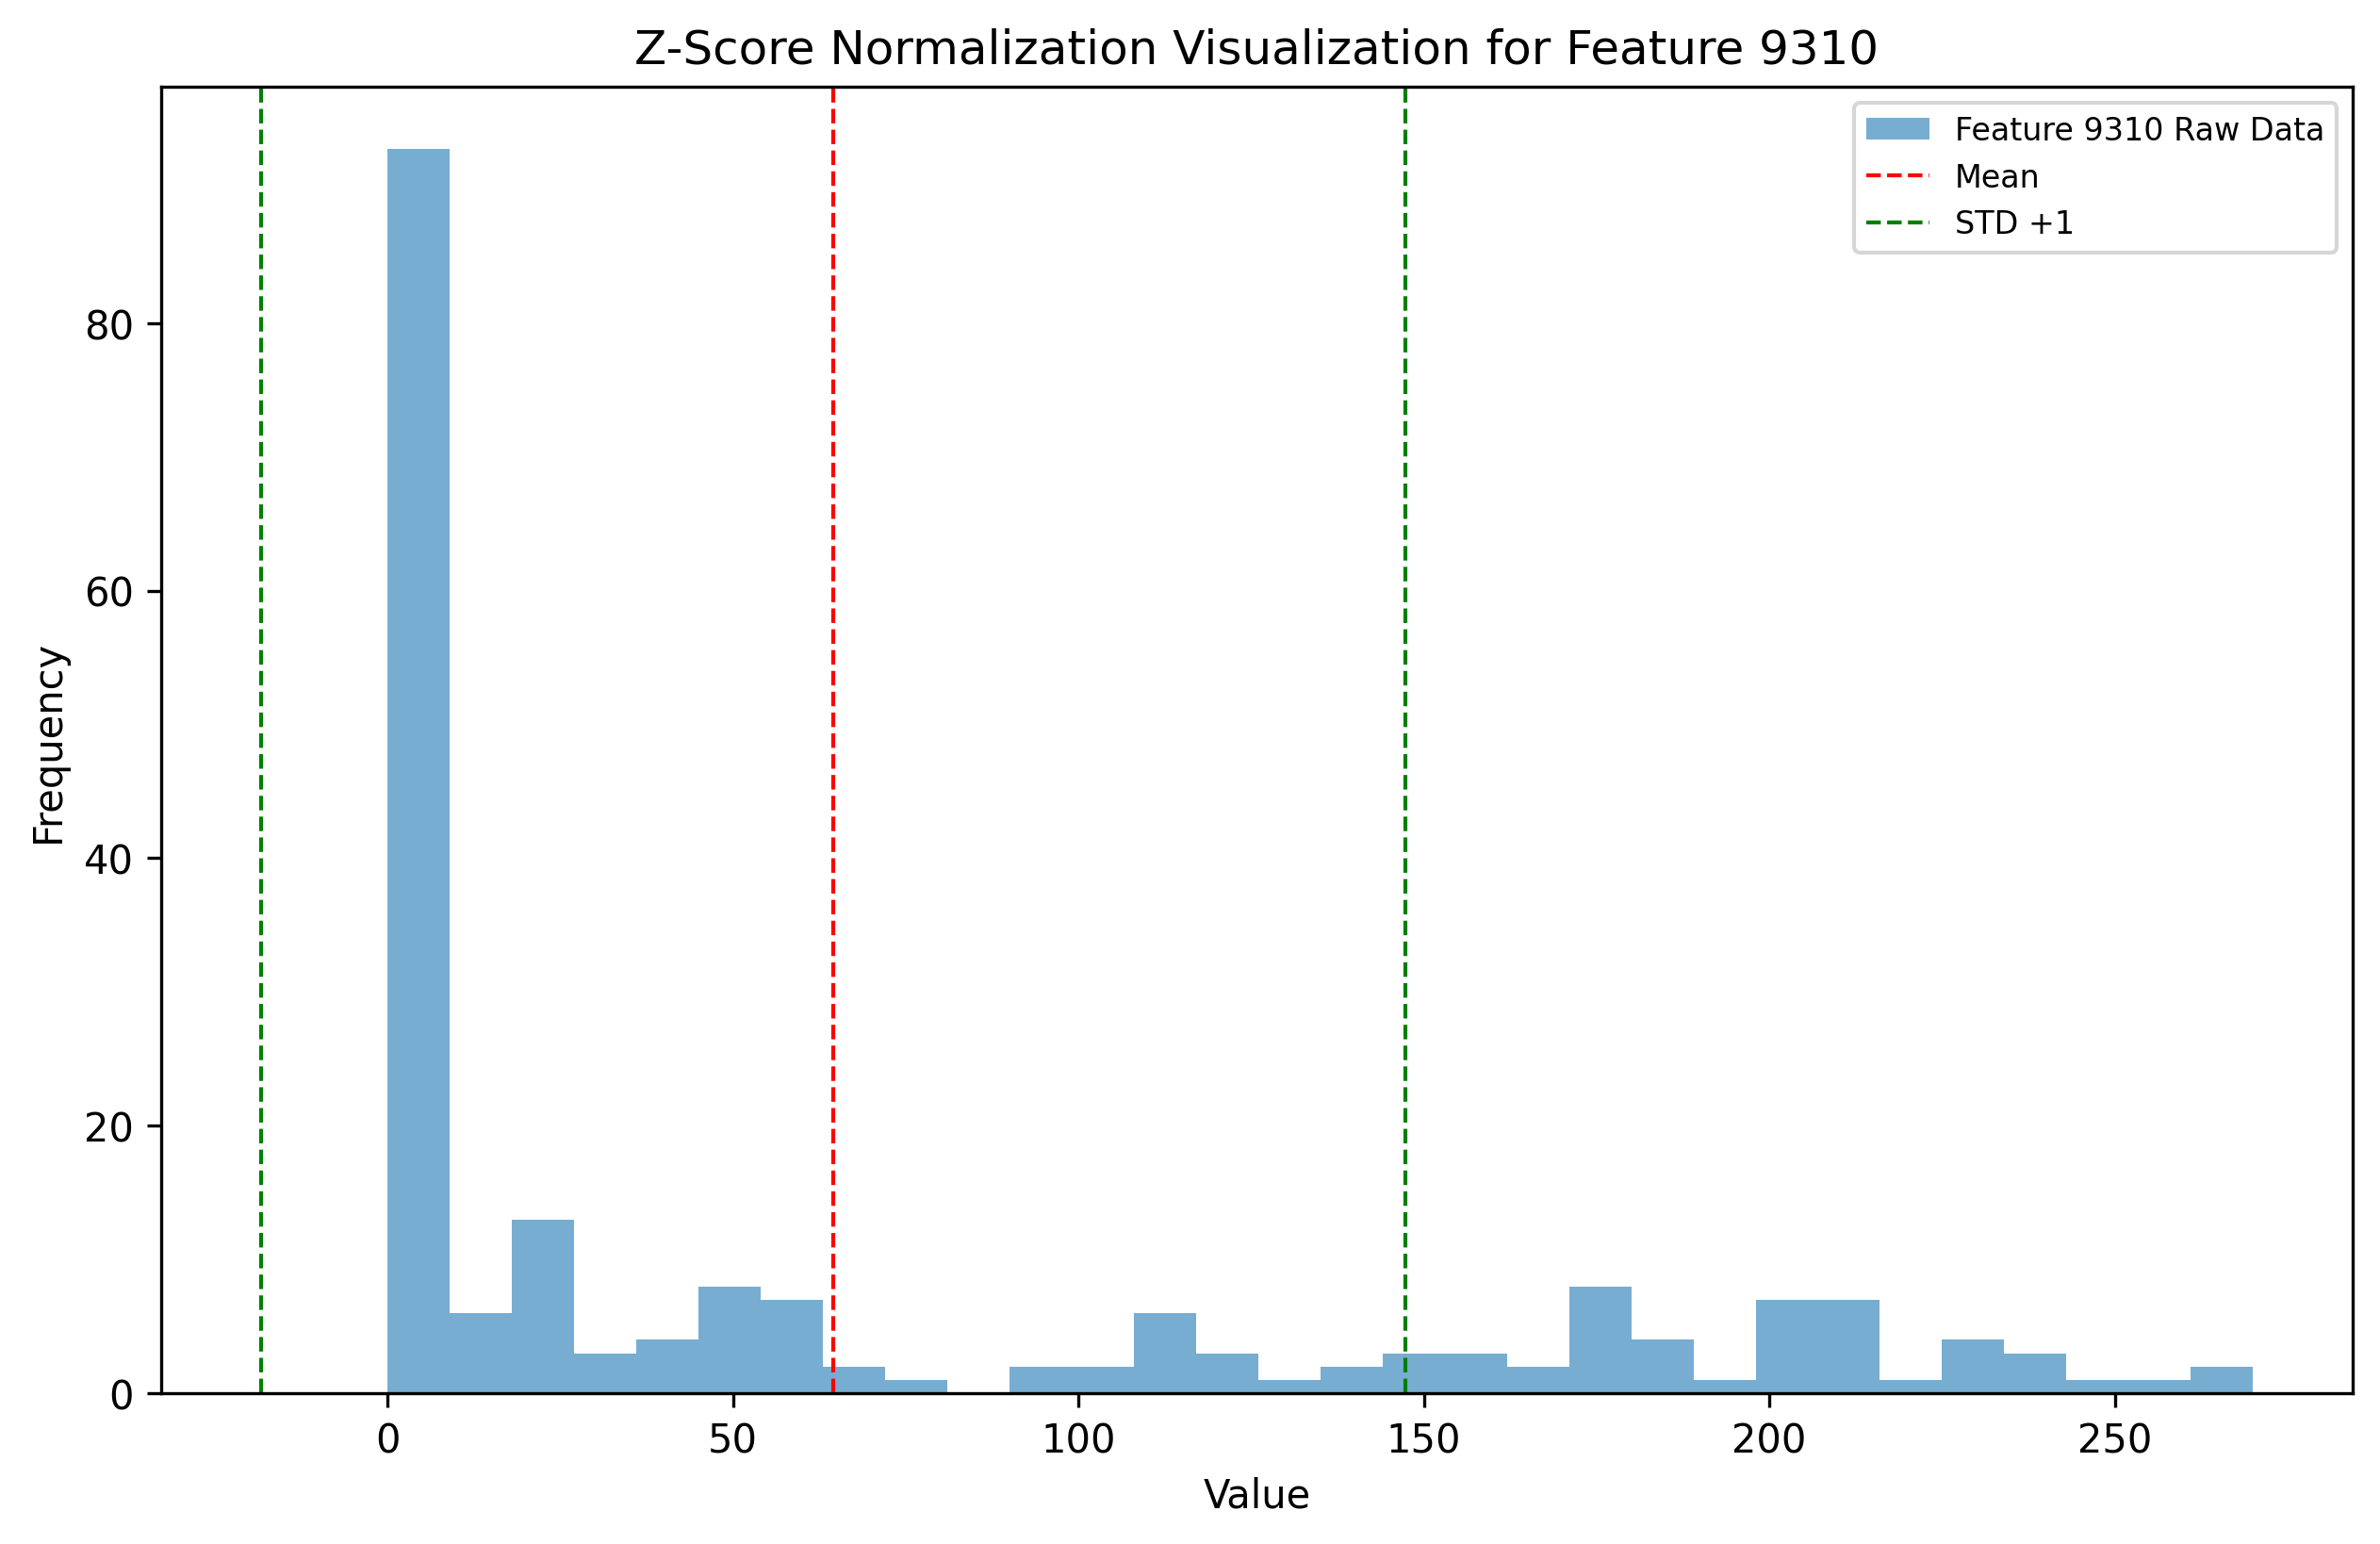 Z-Score Normalization Visualization for Feature 9310
Feature 9310 Raw Data
Mean
STD +1
Frequency
80
60
40
20
0
0 50 100 150 200 250
Value